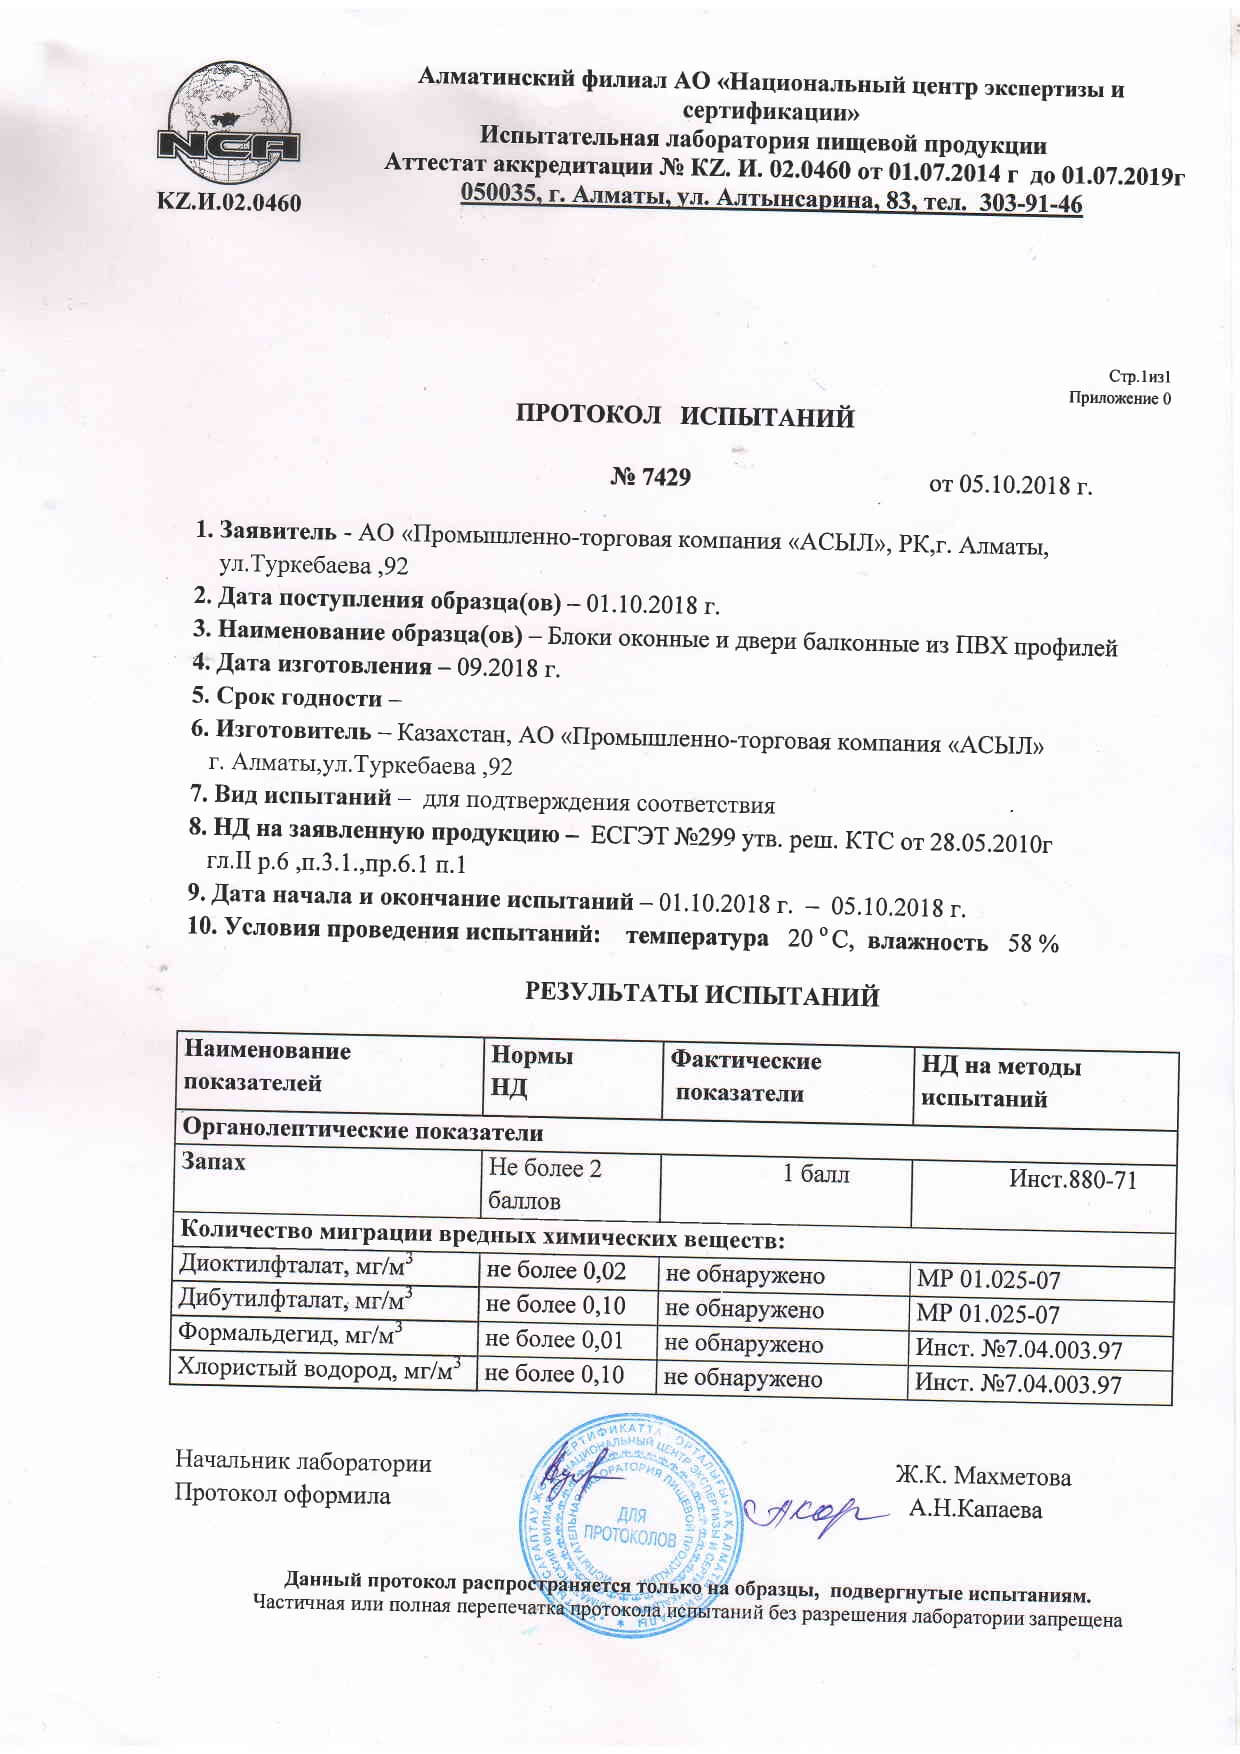 Алматинский филиал АО «Национальный центр экспертизы и
сертификации»
Испытательная лаборатория пищевой продукции
Аттестат аккредитации № KZ. И. 02.0460 от 01.07.2014 г до 01.07.2019г
050035, г. Алматы, ул. Алтынсарина, 83, тел. 303-91-46
NCA
KZ.И.02.0460
Стр.1из1
Приложение 0
ПРОТОКОЛ ИСПЫТАНИЙ
№ 7429 от 05.10.2018 г.
1. Заявитель - АО «Промышленно-торговая компания «АСЫЛ», РК,г. Алматы,
ул.Туркебаева ,92
2. Дата поступления образца(ов) – 01.10.2018 г.
3. Наименование образца(ов) – Блоки оконные и двери балконные из ПВХ профилей
4. Дата изготовления – 09.2018 г.
5. Срок годности –
6. Изготовитель – Казахстан, АО «Промышленно-торговая компания «АСЫЛ»
г. Алматы,ул.Туркебаева ,92
7. Вид испытаний – для подтверждения соответствия
8. НД на заявленную продукцию – ЕСГЭТ №299 утв. реш. КТС от 28.05.2010г
гл.II р.6 ,п.3.1.,пр.6.1 п.1
9. Дата начала и окончание испытаний – 01.10.2018 г. – 05.10.2018 г.
10. Условия проведения испытаний: температура 20 ⁰ С, влажность 58 %
РЕЗУЛЬТАТЫ ИСПЫТАНИЙ
Наименование показателей Нормы НД Фактические показатели НД на методы испытаний
Органолептические показатели
Запах Не более 2 баллов 1 балл Инст.880-71
Количество миграции вредных химических веществ:
Диоктилфталат, мг/м³ не более 0,02 не обнаружено МР 01.025-07
Дибутилфталат, мг/м³ не более 0,10 не обнаружено МР 01.025-07
Формальдегид, мг/м³ не более 0,01 не обнаружено Инст. №7.04.003.97
Хлористый водород, мг/м³ не более 0,10 не обнаружено Инст. №7.04.003.97
Начальник лаборатории Ж.К. Махметова
Протокол оформила А.Н.Капаева
ДЛЯ
ПРОТОКОЛОВ
Данный протокол распространяется только на образцы, подвергнутые испытаниям.
Частичная или полная перепечатка протокола испытаний без разрешения лаборатории запрещена